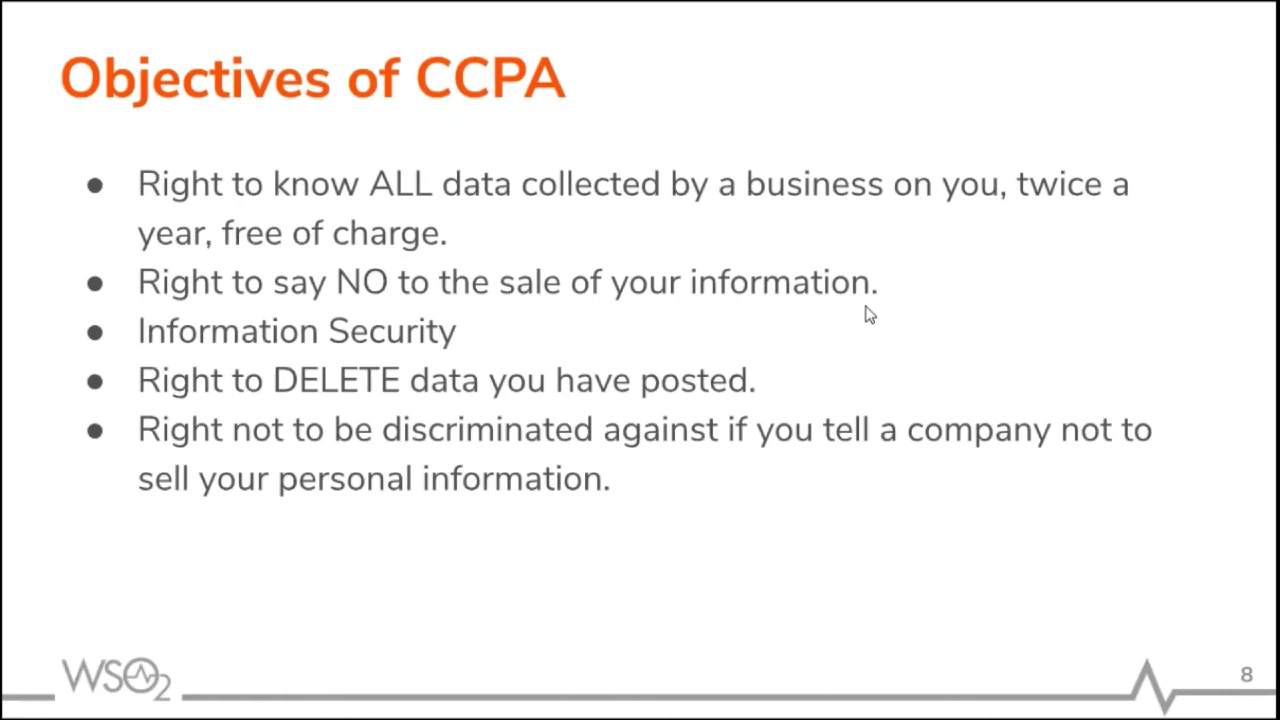 Objectives of CCPA
● Right to know ALL data collected by a business on you, twice a
year, free of charge.
● Right to say NO to the sale of your information.
● Information Security
● Right to DELETE data you have posted.
● Right not to be discriminated against if you tell a company not to
sell your personal information.
WSO2
8